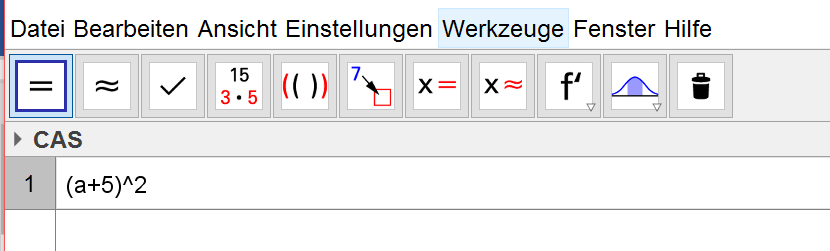 Datei Bearbeiten Ansicht Einstellungen Werkzeuge Fenster Hilfe
= ≈ ✓ 15 (( )) 7 x = x ≈ f′
3 • 5
CAS
1 (a+5)^2